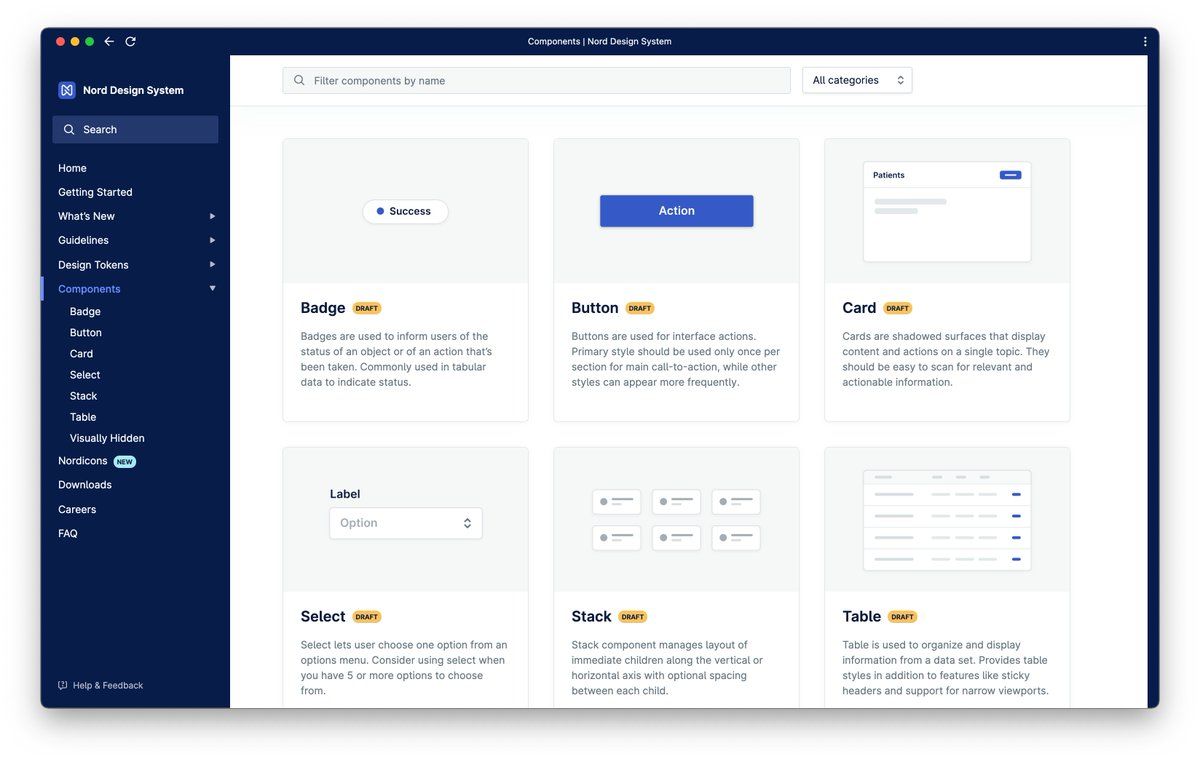 Components | Nord Design System
Nord Design System
Search
Home
Getting Started
What's New
Guidelines
Design Tokens
Components
Badge
Button
Card
Select
Stack
Table
Visually Hidden
Nordicons NEW
Downloads
Careers
FAQ
Help & Feedback
Filter components by name
All categories
Success
Badge DRAFT
Badges are used to inform users of the
status of an object or of an action that's
been taken. Commonly used in tabular
data to indicate status.
Action
Button DRAFT
Buttons are used for interface actions.
Primary style should be used only once per
section for main call-to-action, while other
styles can appear more frequently.
Patients
Card DRAFT
Cards are shadowed surfaces that display
content and actions on a single topic. They
should be easy to scan for relevant and
actionable information.
Label
Option
Select DRAFT
Select lets user choose one option from an
options menu. Consider using select when
you have 5 or more options to choose
from.
Stack DRAFT
Stack component manages layout of
immediate children along the vertical or
horizontal axis with optional spacing
between each child.
Table DRAFT
Table is used to organize and display
information from a data set. Provides table
styles in addition to features like sticky
headers and support for narrow viewports.